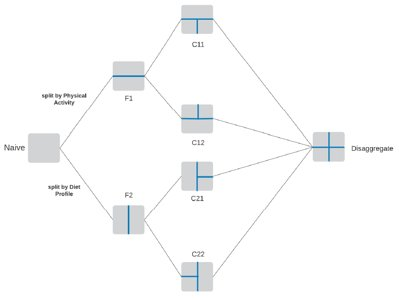 C11
split by Physical
Activity
F1
C12
Naive
Disaggregate
split by Diet
Profile
F2
C21
C22